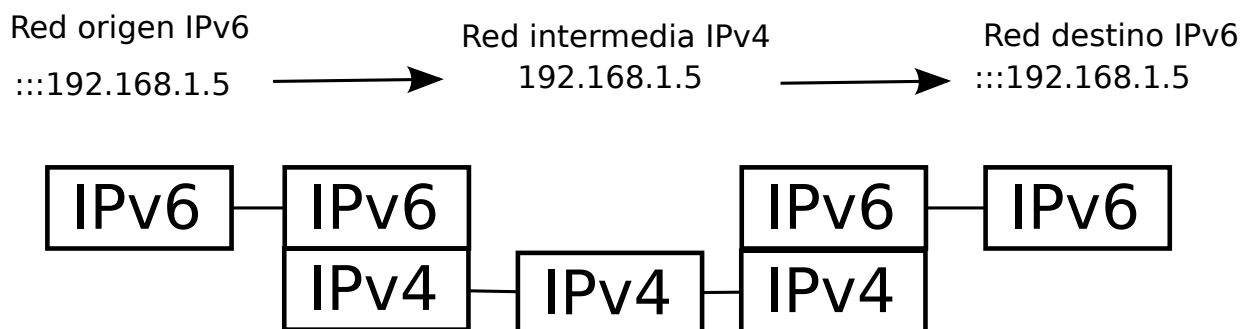 Red origen IPv6
Red intermedia IPv4
Red destino IPv6
:::192.168.1.5
192.168.1.5
:::192.168.1.5
IPv6
IPv6
IPv6
IPv6
IPv4
IPv4
IPv4